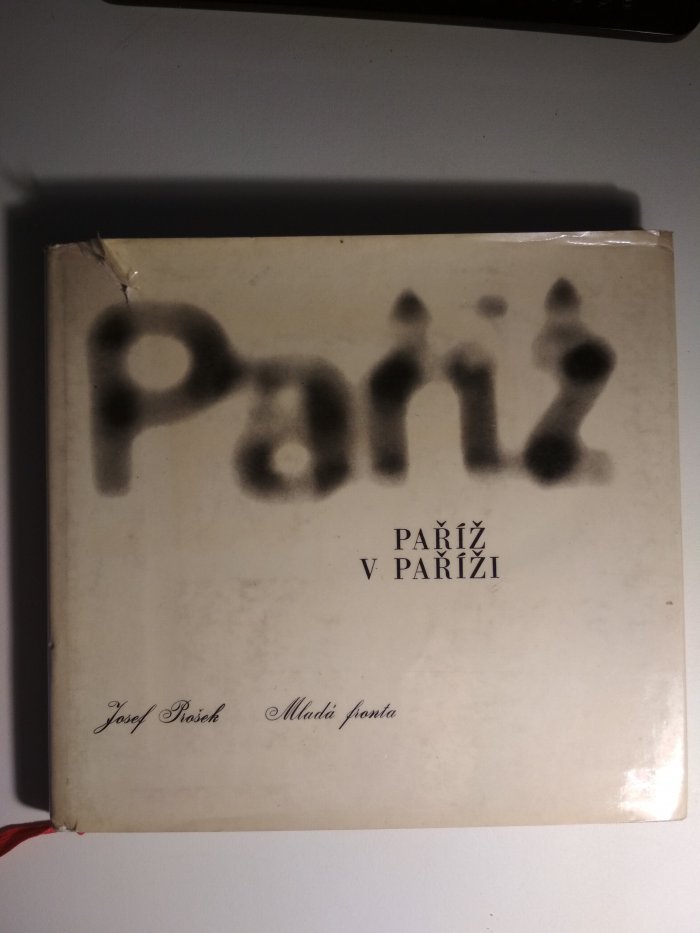 Paříž
PAŘÍŽ
V PAŘÍŽI
Josef Prošek Mladá fronta